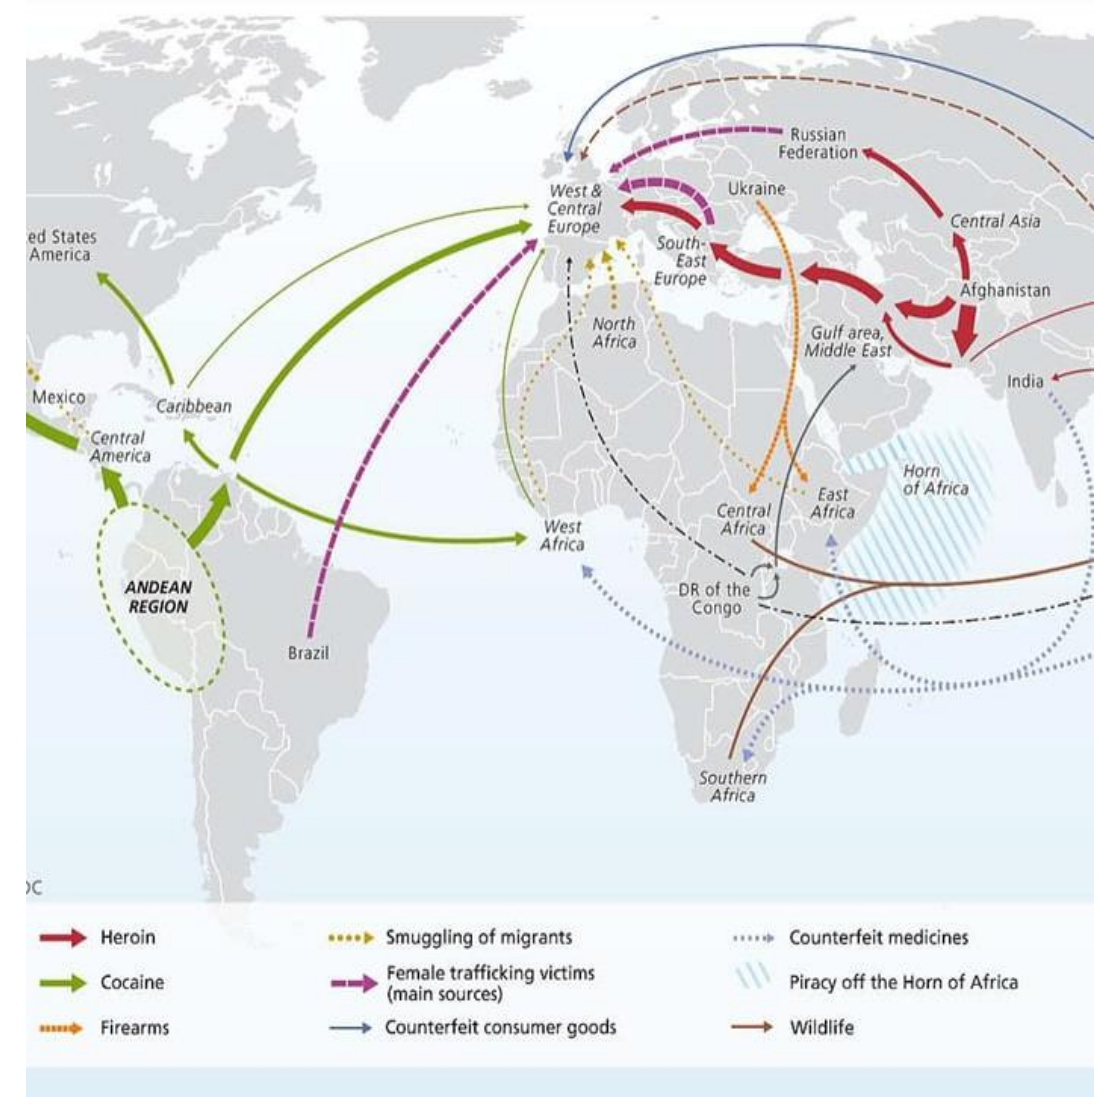 Russian
Federation
West &
Central
Europe
Ukraine
Central Asia
ed States
America
South-
East
Europe
Afghanistan
North
Africa
Gulf area,
Middle East
India
Mexico
Caribbean
Central
America
Horn
of Africa
East
Africa
Central
Africa
West
Africa
ANDEAN
REGION
DR of the
Congo
Brazil
Southern
Africa
DC
Heroin
Smuggling of migrants
Counterfeit medicines
Cocaine
Female trafficking victims
(main sources)
Piracy off the Horn of Africa
Firearms
Counterfeit consumer goods
Wildlife